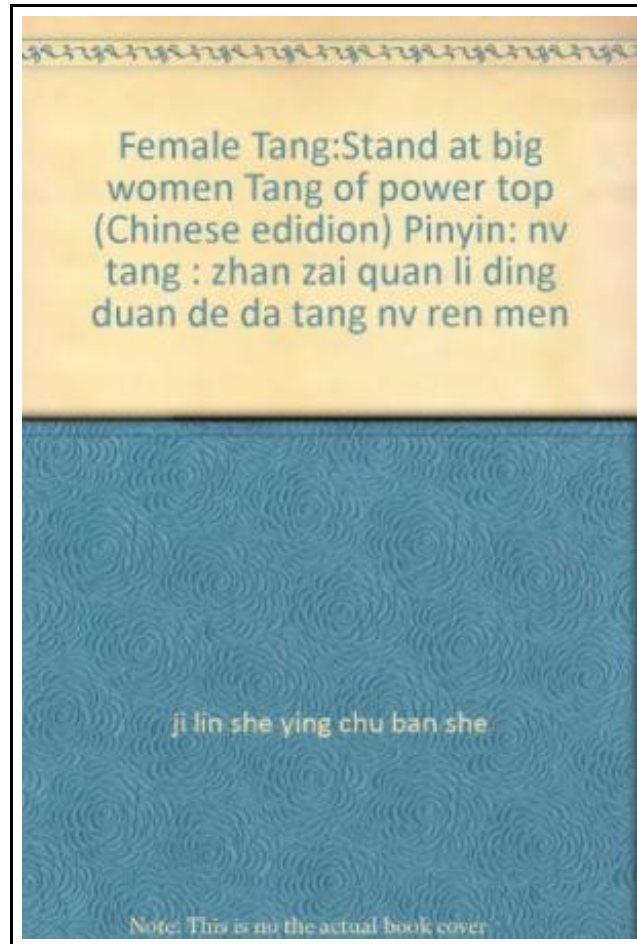 Female Tang:Stand at big
women Tang of power top
(Chinese edidion) Pinyin: nv
tang : zhan zai quan li ding
duan de da tang nv ren men
ji lin she ying chu ban she
Note: This is no the actual book cover